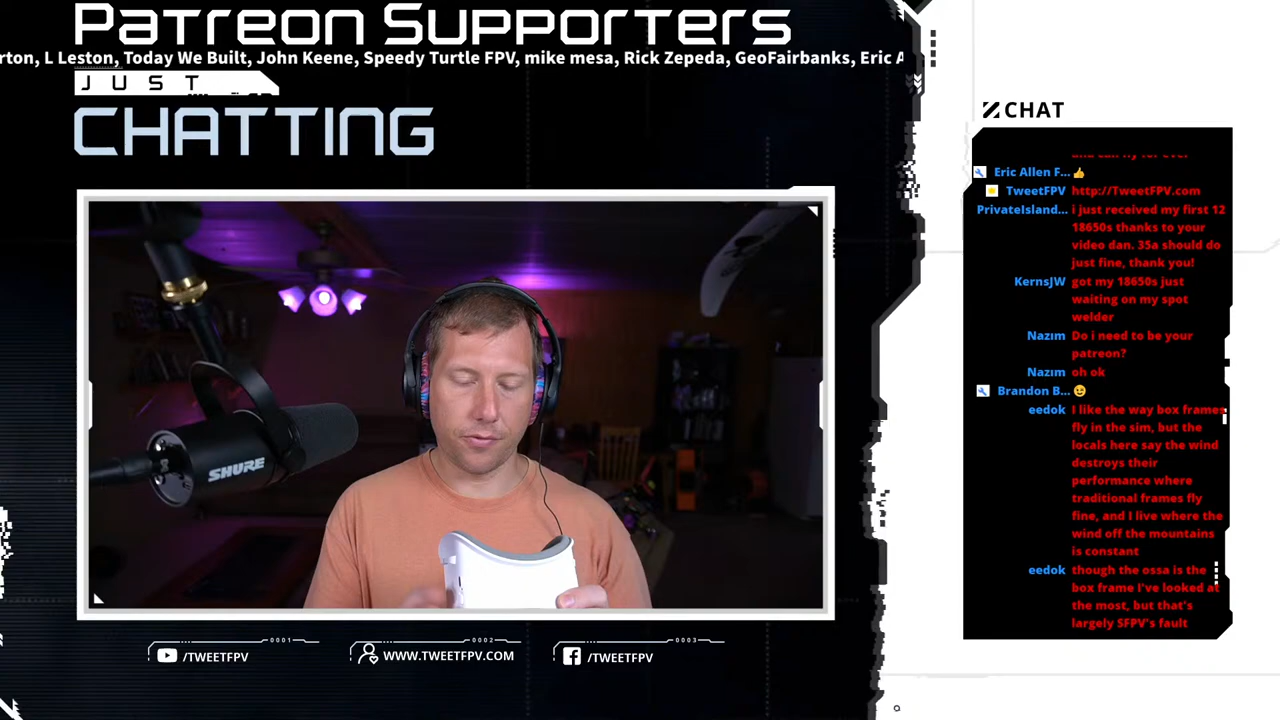 Patreon Supporters
rton, L Leston, Today We Built, John Keene, Speedy Turtle FPV, mike mesa, Rick Zepeda, GeoFairbanks, Eric A
JUST
CHATTING
SHURE
0001
/TWEETFPV
0002
WWW.TWEETFPV.COM
0003
/TWEETFPV
CHAT
Eric Allen F... 👍
TweetFPV http://TweetFPV.com
PrivateIsland... i just received my first 12
18650s thanks to your
video dan. 35a should do
just fine, thank you!
KernsJW got my 18650s just
waiting on my spot
welder
Nazım Do i need to be your
patreon?
Nazım oh ok
Brandon B... 😉
eedok I like the way box frames
fly in the sim, but the
locals here say the wind
destroys their
performance where
traditional frames fly
fine, and I live where the
wind off the mountains
is constant
eedok though the ossa is the
box frame I've looked at
the most, but that's
largely SFPV's fault